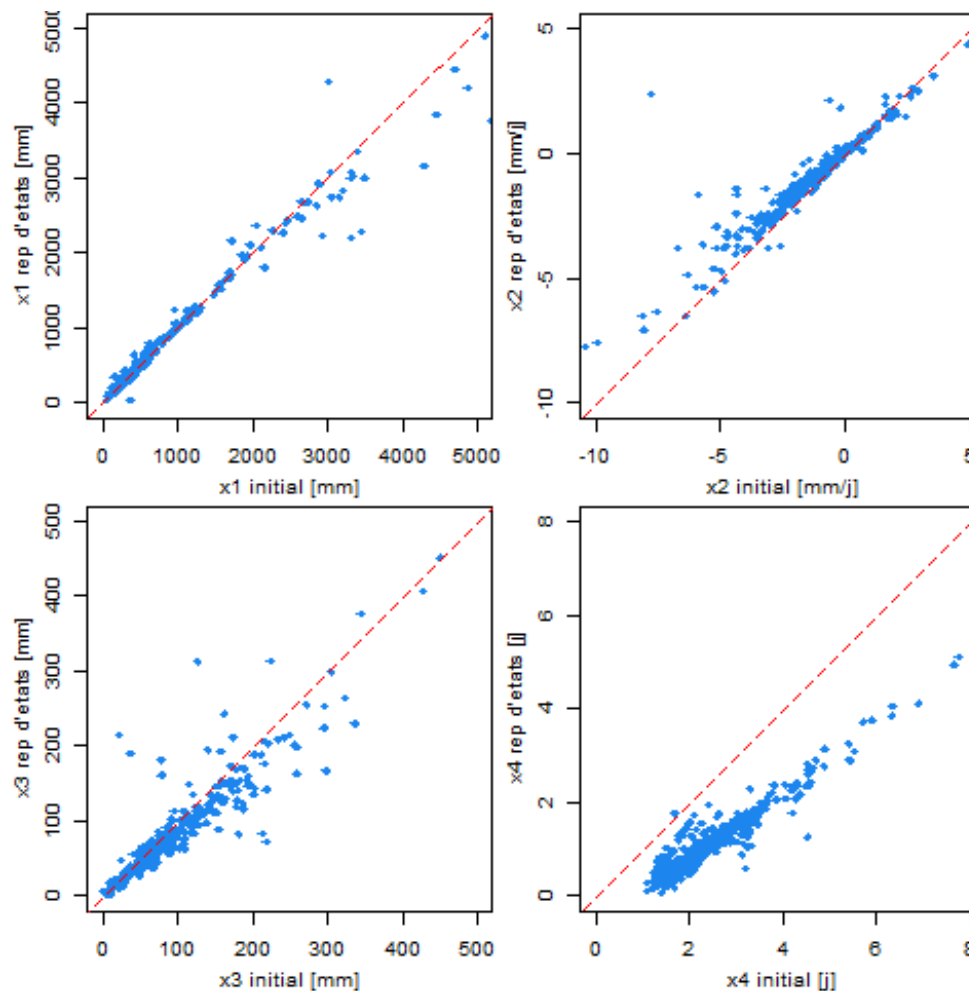 0 1000 2000 3000 4000 5000
x1 rep d'etats [mm]
0 1000 2000 3000 4000 5000
x1 initial [mm]
-10 -5 0 5
x2 rep d'etats [mm/j]
-10 -5 0 5
x2 initial [mm/j]
0 100 200 300 400 500
x3 rep d'etats [mm]
0 100 200 300 400 500
x3 initial [mm]
0 2 4 6 8
x4 rep d'etats [j]
0 2 4 6 8
x4 initial [j]